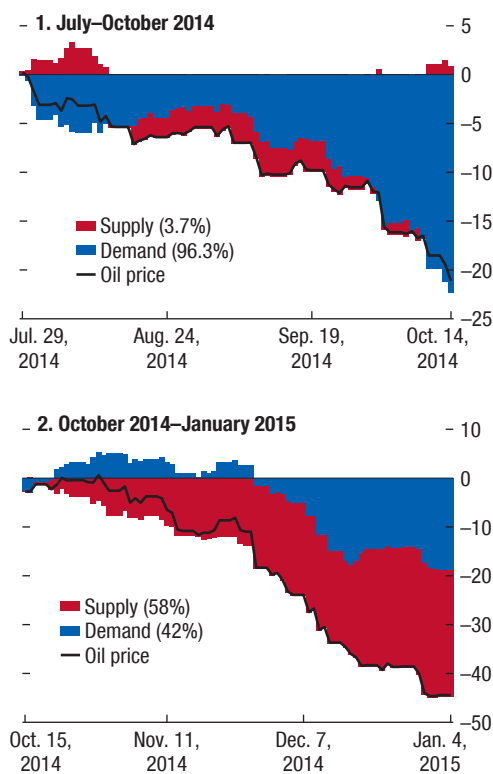 1. July–October 2014
5
0
–5
–10
–15
–20
–25
Supply (3.7%)
Demand (96.3%)
Oil price
Jul. 29, 2014
Aug. 24, 2014
Sep. 19, 2014
Oct. 14, 2014
2. October 2014–January 2015
10
0
–10
–20
–30
–40
–50
Supply (58%)
Demand (42%)
Oil price
Oct. 15, 2014
Nov. 11, 2014
Dec. 7, 2014
Jan. 4, 2015